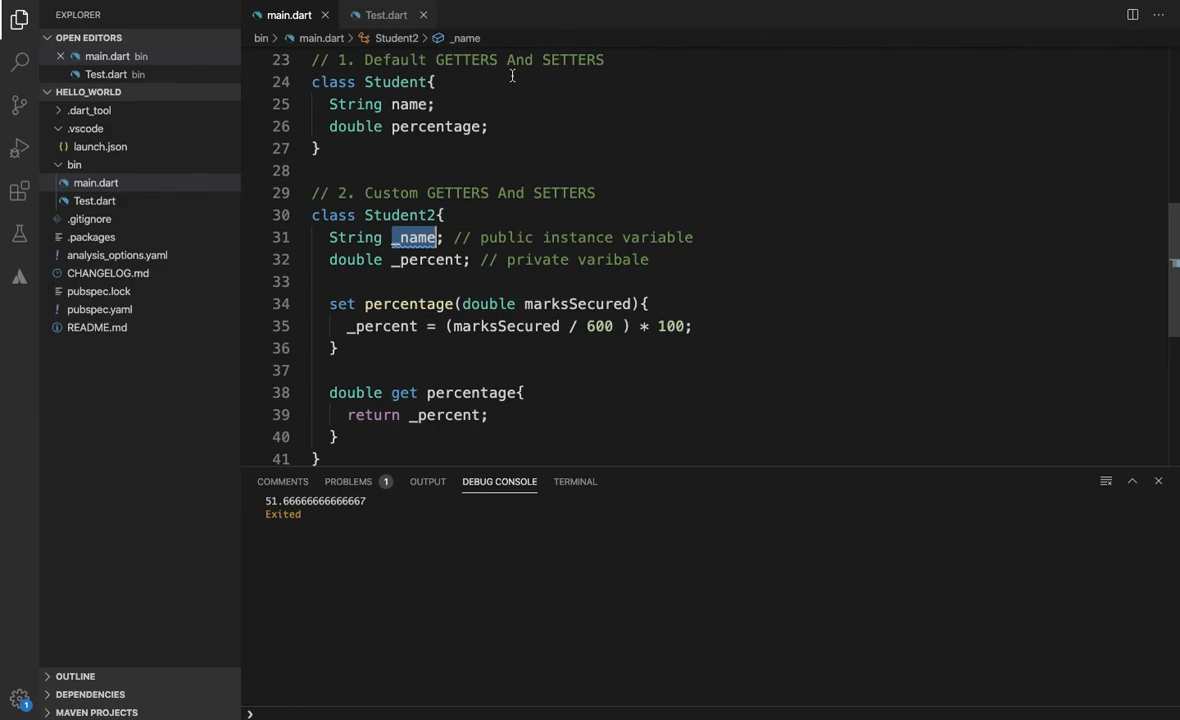 EXPLORER
OPEN EDITORS
main.dart bin
Test.dart bin
HELLO_WORLD
.dart_tool
.vscode
{} launch.json
bin
main.dart
Test.dart
.gitignore
.packages
! analysis_options.yaml
CHANGELOG.md
pubspec.lock
! pubspec.yaml
README.md
OUTLINE
DEPENDENCIES
MAVEN PROJECTS
1
main.dart
Test.dart
bin > main.dart > Student2 > _name
23 // 1. Default GETTERS And SETTERS
24 class Student{
25 String name;
26 double percentage;
27 }
28
29 // 2. Custom GETTERS And SETTERS
30 class Student2{
31 String _name; // public instance variable
32 double _percent; // private varibale
33
34 set percentage(double marksSecured){
35 _percent = (marksSecured / 600 ) * 100;
36 }
37
38 double get percentage{
39 return _percent;
40 }
41 }
COMMENTS PROBLEMS 1 OUTPUT DEBUG CONSOLE TERMINAL
51.66666666666667
Exited